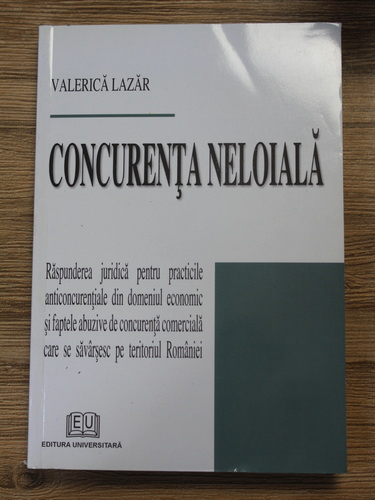 VALERICĂ LAZĂR
CONCURENŢA NELOIALĂ
Răspunderea juridică pentru practicile
anticoncurenţiale din domeniul economic
şi faptele abuzive de concurenţă comercială
care se săvârşesc pe teritoriul României
EU
EDITURA UNIVERSITARĂ